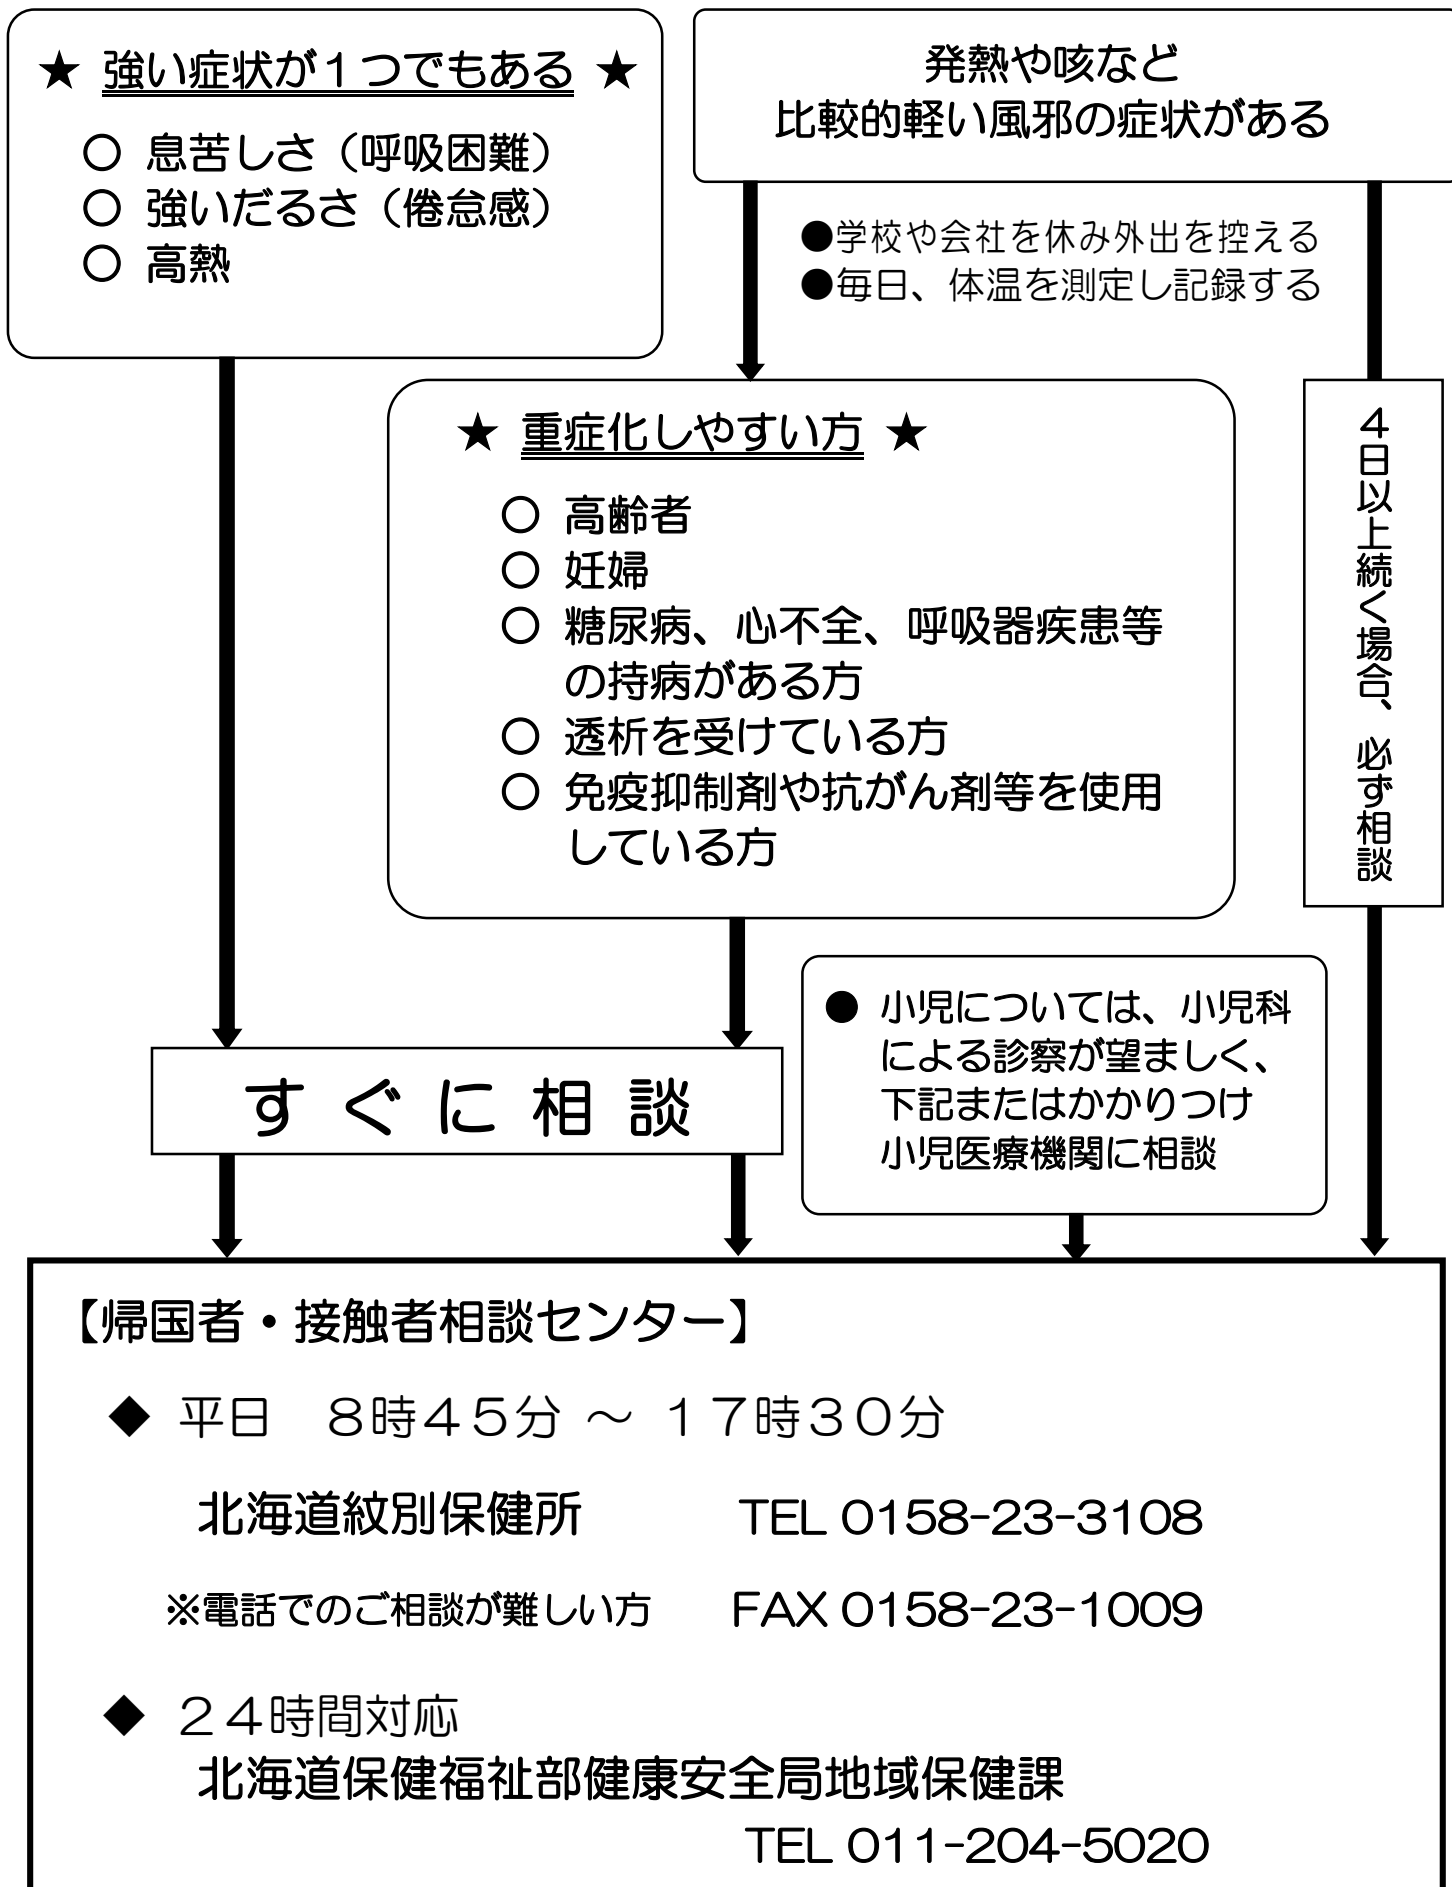 ★ 強い症状が１つでもある ★
○ 息苦しさ（呼吸困難）
○ 強いだるさ（倦怠感）
○ 高熱
発熱や咳など
比較的軽い風邪の症状がある
●学校や会社を休み外出を控える
●毎日、体温を測定し記録する
★ 重症化しやすい方 ★
○ 高齢者
○ 妊婦
○ 糖尿病、心不全、呼吸器疾患等
の持病がある方
○ 透析を受けている方
○ 免疫抑制剤や抗がん剤等を使用
している方
４日以上続く場合、必ず相談
すぐに相談
● 小児については、小児科
による診察が望ましく、
下記またはかかりつけ
小児医療機関に相談
【帰国者・接触者相談センター】
◆ 平日　８時４５分 ～ １７時３０分
北海道紋別保健所　TEL 0158-23-3108
※電話でのご相談が難しい方　FAX 0158-23-1009
◆ ２４時間対応
北海道保健福祉部健康安全局地域保健課
TEL 011-204-5020